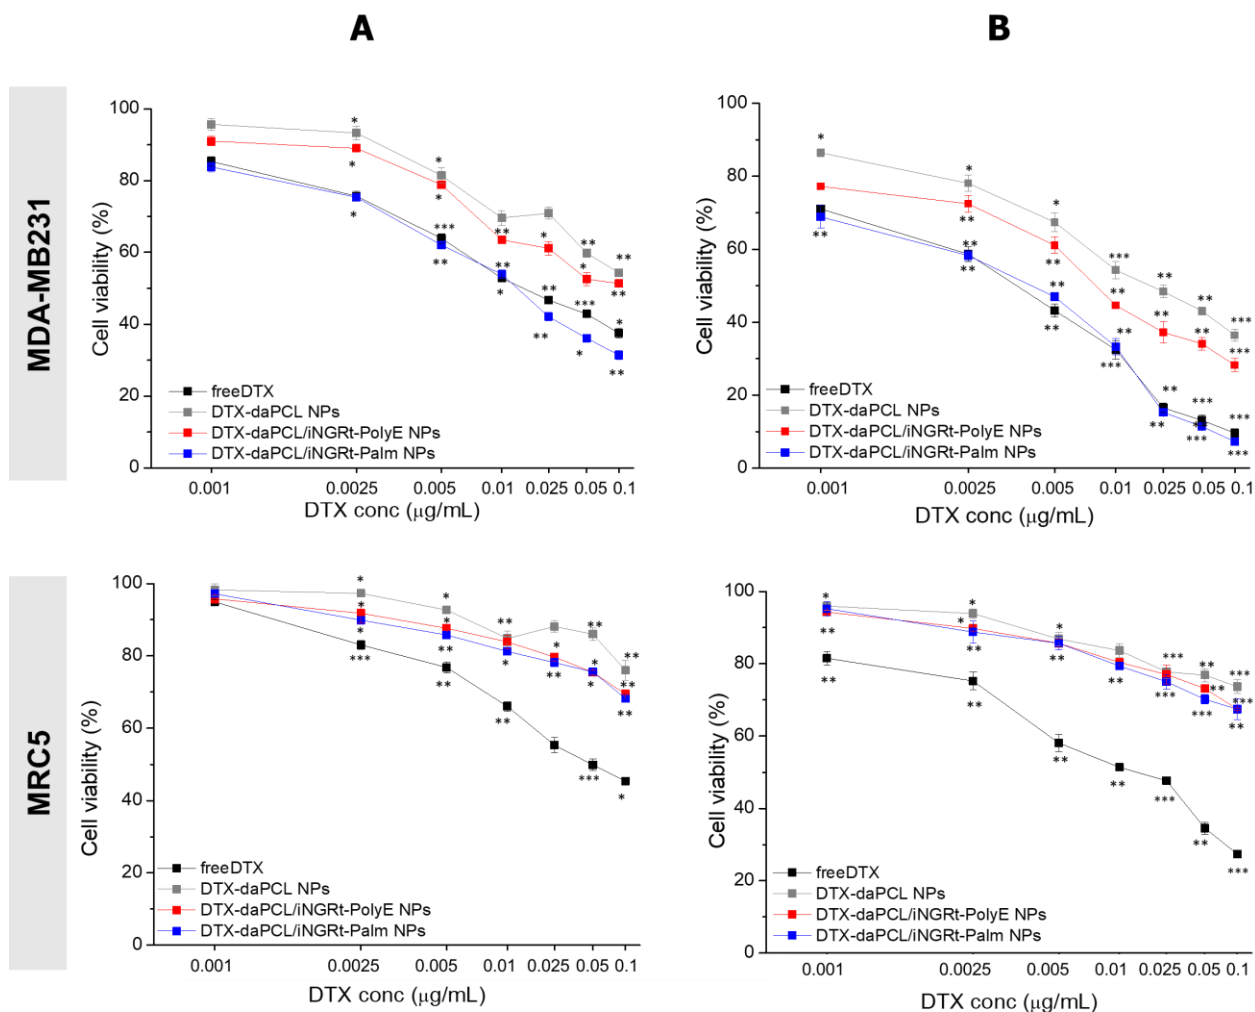 A
B
MDA-MB231
Cell viability (%)
100
80
60
40
20
0
* * *** ** * ** ** ** * ** ** * *** * ** ** ** * ** * **
freeDTX
DTX-daPCL NPs
DTX-daPCL/iNGRt-PolyE NPs
DTX-daPCL/iNGRt-Palm NPs
0.001 0.0025 0.005 0.01 0.025 0.05 0.1
DTX conc (μg/mL)
Cell viability (%)
100
80
60
40
20
0
freeDTX
DTX-daPCL NPs
DTX-daPCL/iNGRt-PolyE NPs
DTX-daPCL/iNGRt-Palm NPs
0.001 0.0025 0.005 0.01 0.025 0.05 0.1
DTX conc (μg/mL)
MRC5
Cell viability (%)
100
80
60
40
20
0
freeDTX
DTX-daPCL NPs
DTX-daPCL/iNGRt-PolyE NPs
DTX-daPCL/iNGRt-Palm NPs
0.001 0.0025 0.005 0.01 0.025 0.05 0.1
DTX conc (μg/mL)
Cell viability (%)
100
80
60
40
20
0
freeDTX
DTX-daPCL NPs
DTX-daPCL/iNGRt-PolyE NPs
DTX-daPCL/iNGRt-Palm NPs
0.001 0.0025 0.005 0.01 0.025 0.05 0.1
DTX conc (μg/mL)